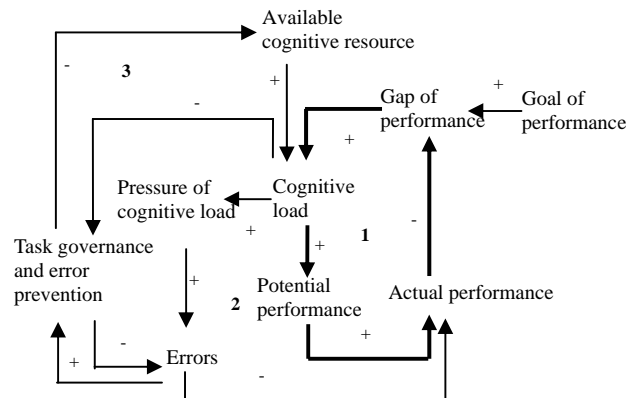 Available
cognitive resource
+
-
3
-
Gap of
performance
+
Goal of
performance
+
Pressure of
cognitive load
Cognitive
load
+
+
1
-
Task governance
and error
prevention
+
2
Potential
performance
Actual performance
-
+
+
Errors
-